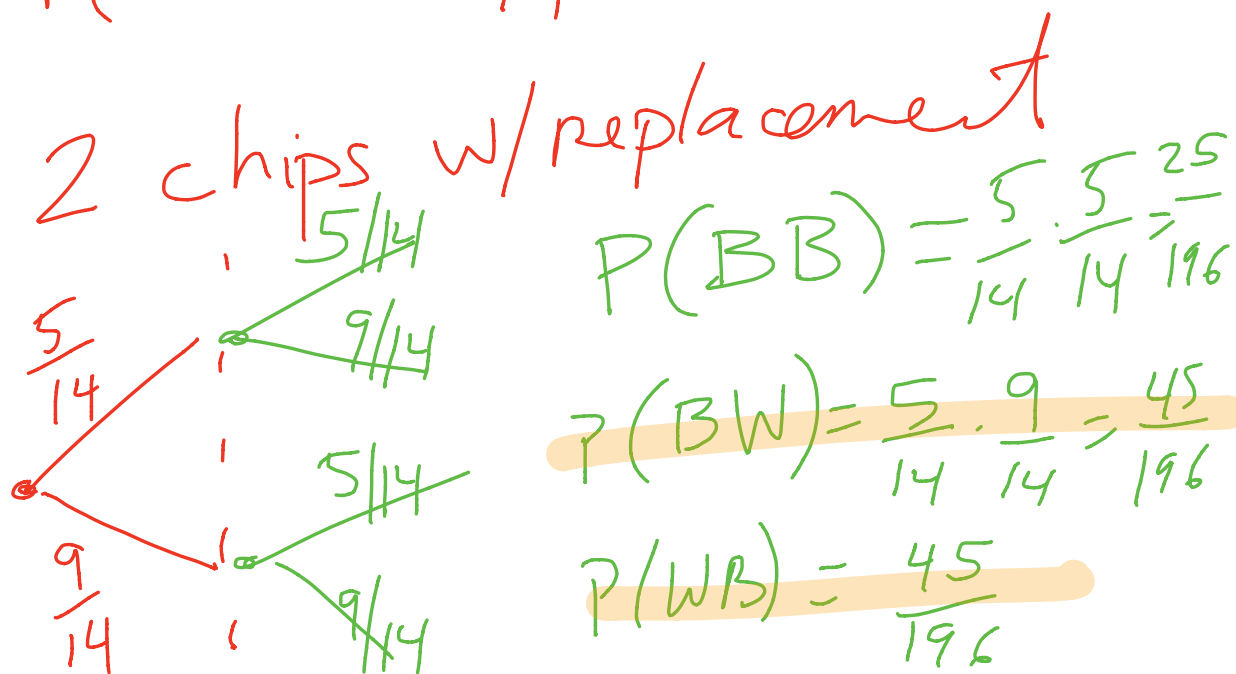 2 chips w/replacement
5/14
9/14
5/14
9/14
5/14
9/14
P(BB) = 5/14 · 5/14 = 25/196
P(BW) = 5/14 · 9/14 = 45/196
P(WB) = 45/196